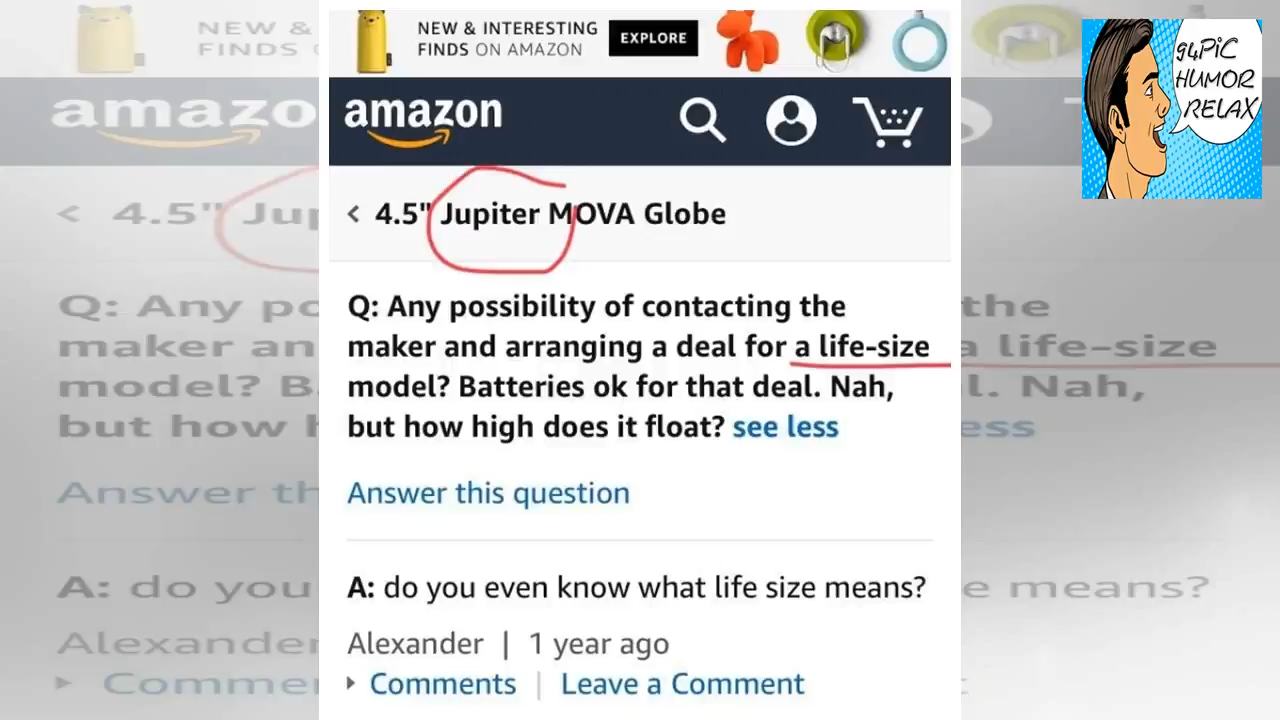 NEW & INTERESTING
FINDS ON AMAZON
EXPLORE
94PiC
HUMOR
RELAX
amazon
< 4.5" Jupiter MOVA Globe
Q: Any possibility of contacting the
maker and arranging a deal for a life-size
model? Batteries ok for that deal. Nah,
but how high does it float? see less
Answer this question
A: do you even know what life size means?
Alexander | 1 year ago
Comments | Leave a Comment